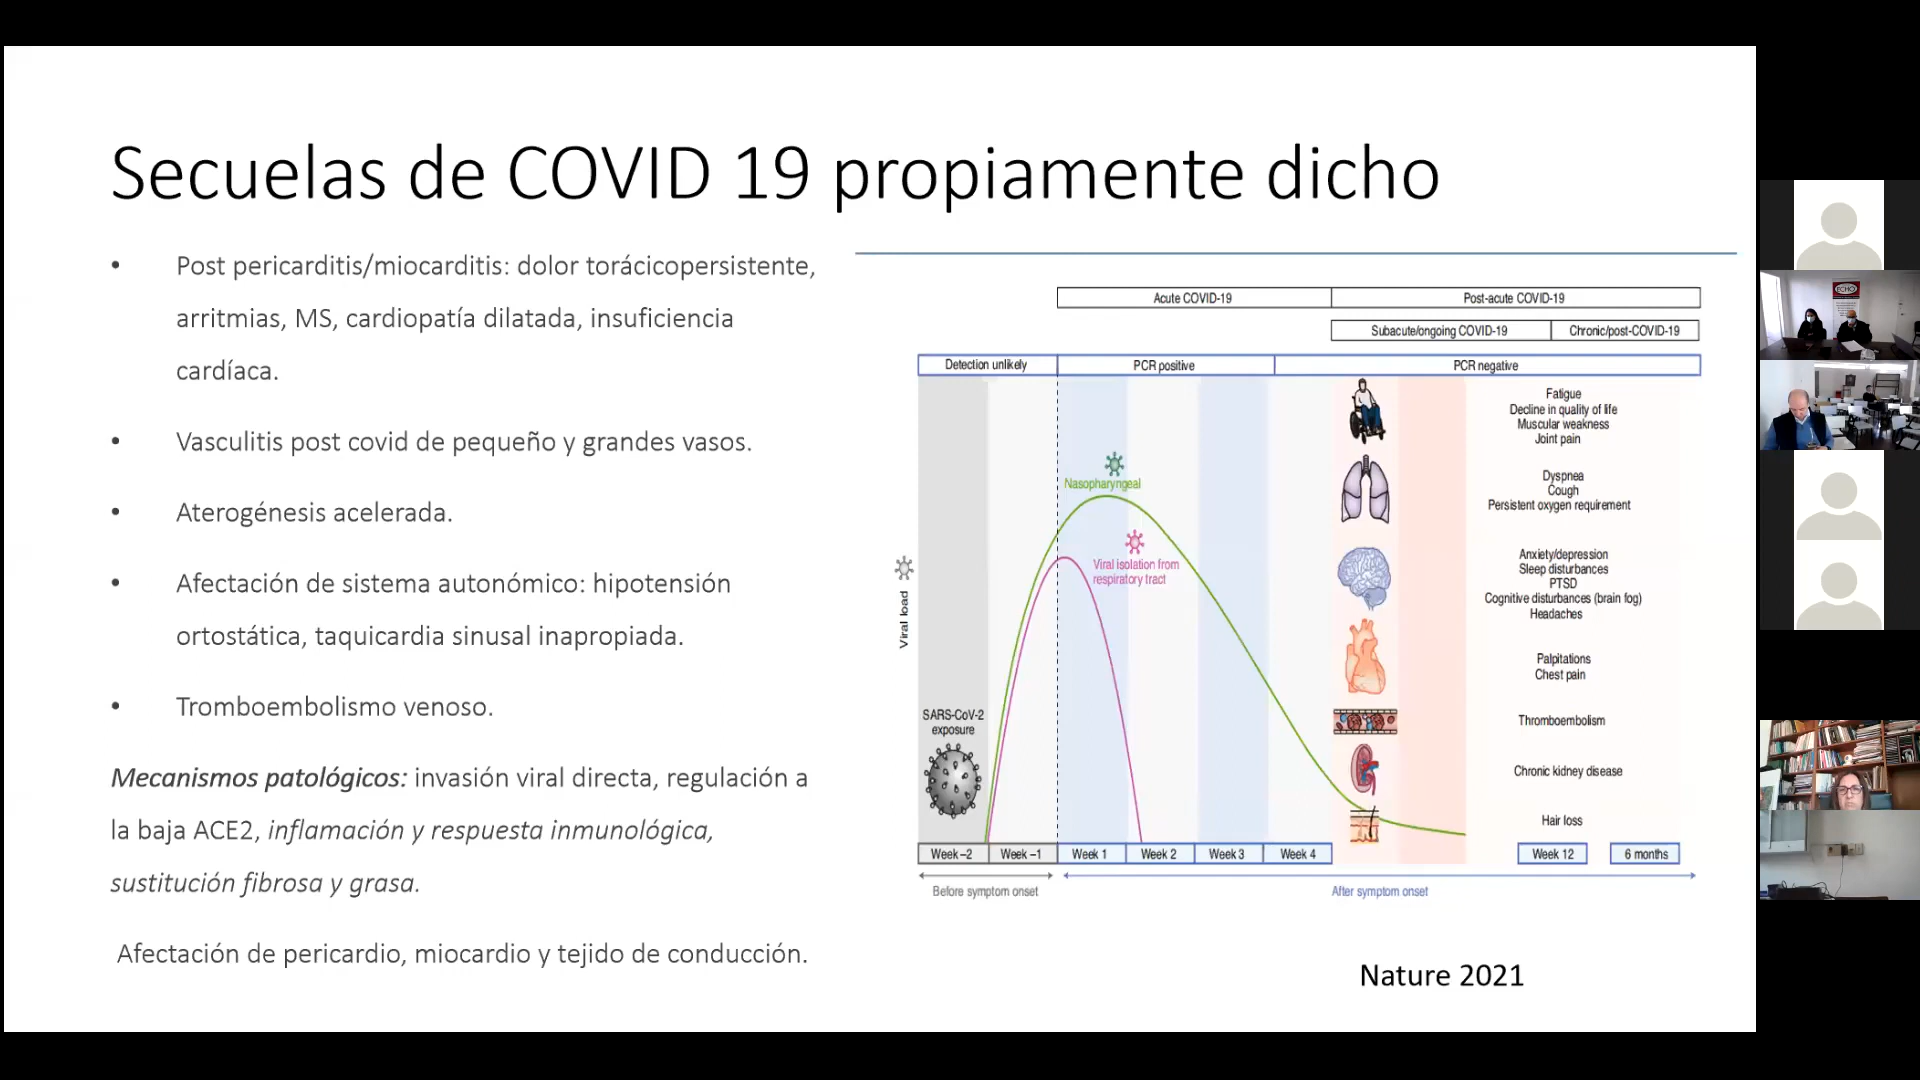 Secuelas de COVID 19 propiamente dicho
• Post pericarditis/miocarditis: dolor torácicopersistente,
arritmias, MS, cardiopatía dilatada, insuficiencia
cardíaca.
• Vasculitis post covid de pequeño y grandes vasos.
• Aterogénesis acelerada.
• Afectación de sistema autonómico: hipotensión
ortostática, taquicardia sinusal inapropiada.
• Tromboembolismo venoso.
Mecanismos patológicos: invasión viral directa, regulación a
la baja ACE2, inflamación y respuesta inmunológica,
sustitución fibrosa y grasa.
Afectación de pericardio, miocardio y tejido de conducción.
Acute COVID-19
Post-acute COVID-19
Subacute/ongoing COVID-19
Chronic/post-COVID-19
Detection unlikely
PCR positive
PCR negative
Viral load
SARS-CoV-2
exposure
Nasopharyngeal
Viral isolation from
respiratory tract
Fatigue
Decline in quality of life
Muscular weakness
Joint pain
Dyspnea
Cough
Persistent oxygen requirement
Anxiety/depression
Sleep disturbances
PTSD
Cognitive disturbances (brain fog)
Headaches
Palpitations
Chest pain
Thromboembolism
Chronic kidney disease
Hair loss
Week –2
Week –1
Week 1
Week 2
Week 3
Week 4
Week 12
6 months
Before symptom onset
After symptom onset
Nature 2021
ECHO